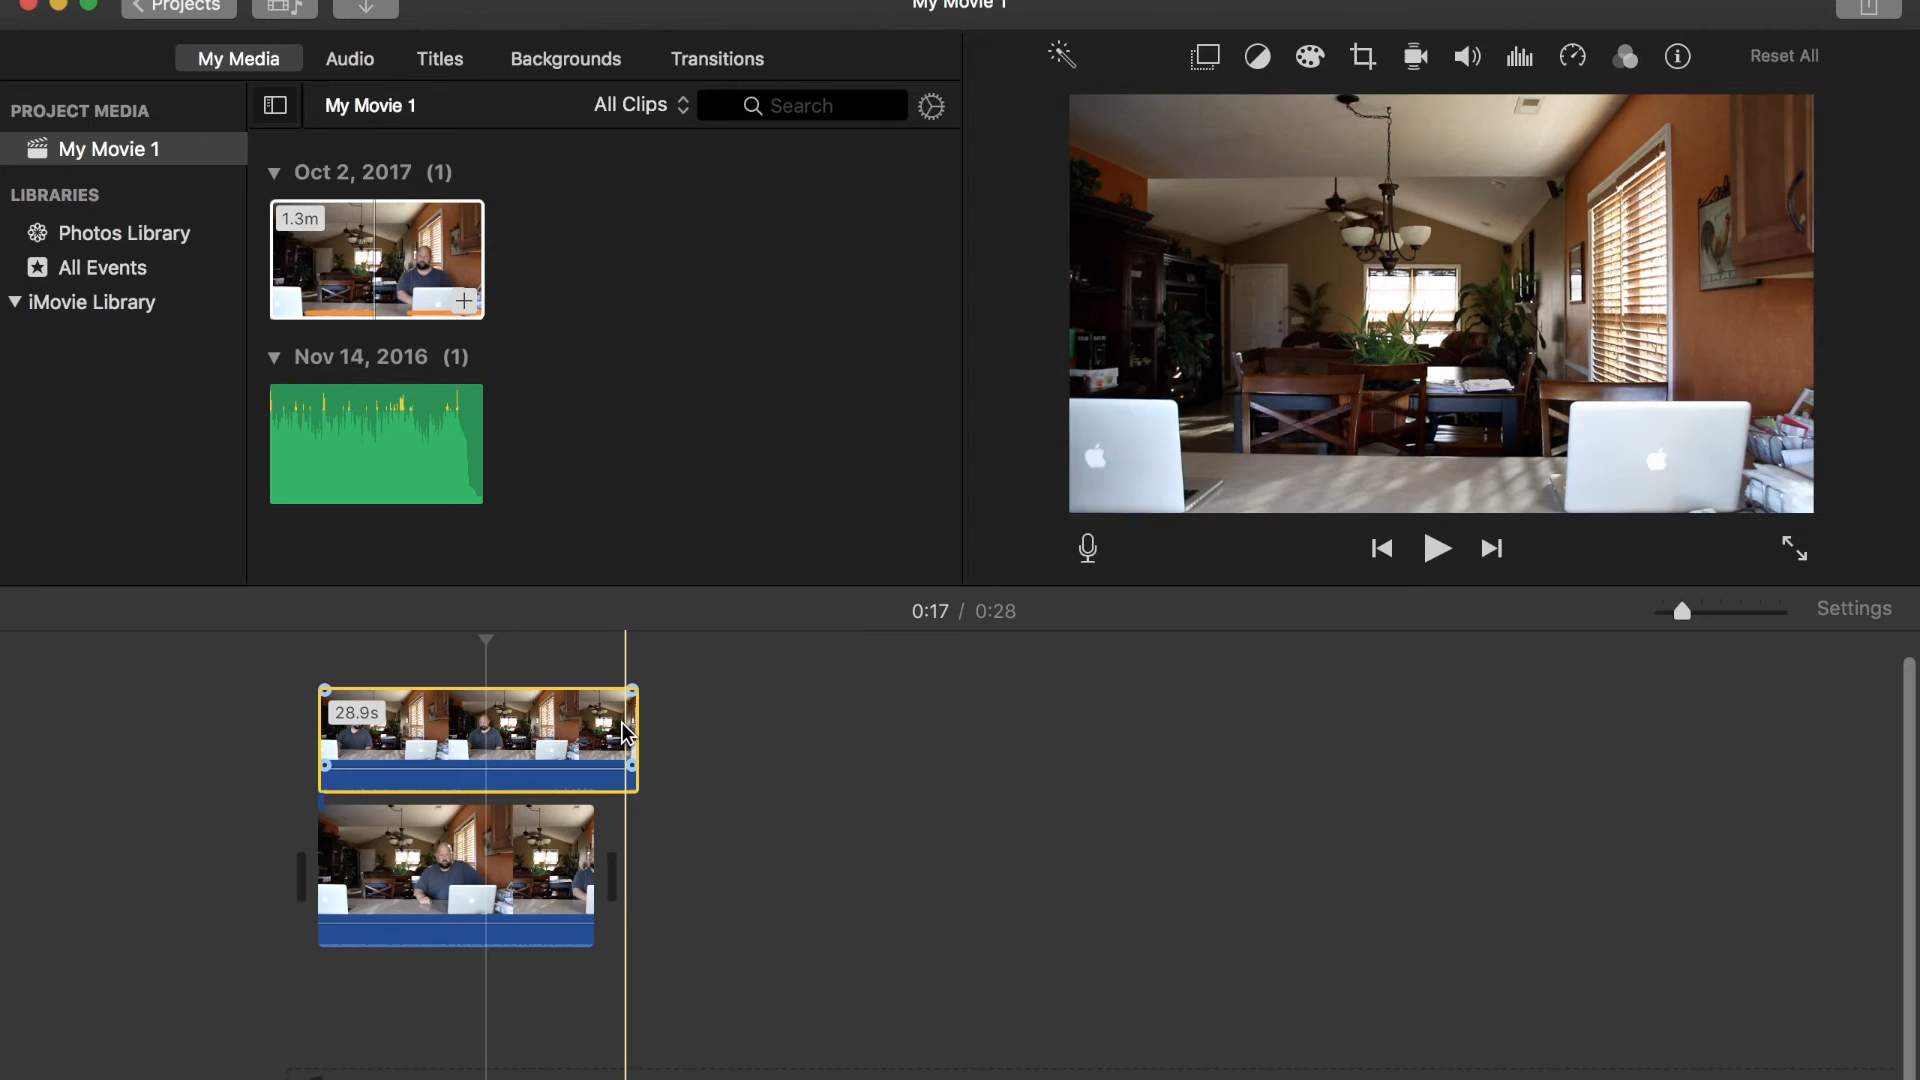 Projects
My Movie 1
My Media
Audio
Titles
Backgrounds
Transitions
Reset All
PROJECT MEDIA
My Movie 1
All Clips
Search
My Movie 1
Oct 2, 2017 (1)
1.3m
LIBRARIES
Photos Library
All Events
iMovie Library
Nov 14, 2016 (1)
0:17 / 0:28
Settings
28.9s